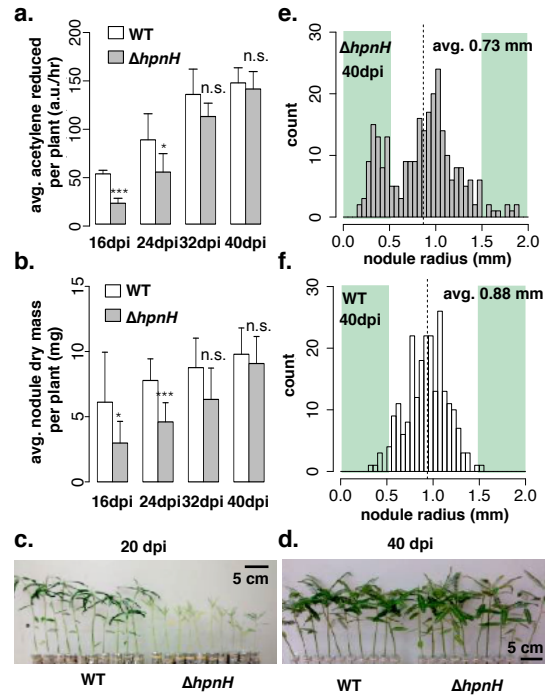 a.
avg. acetylene reduced
per plant (a.u./hr)
0 50 100 150 200
WT
ΔhpnH
***
*
n.s.
n.s.
16dpi 24dpi 32dpi 40dpi
b.
avg. nodule dry mass
per plant (mg)
0 5 10 15
WT
ΔhpnH
*
***
n.s.
n.s.
16dpi 24dpi 32dpi 40dpi
c.
20 dpi
5 cm
WT ΔhpnH
d.
40 dpi
5 cm
WT ΔhpnH
e.
ΔhpnH
40dpi
avg. 0.73 mm
count
0 10 20 30
0.0 0.5 1.0 1.5 2.0
nodule radius (mm)
f.
WT
40dpi
avg. 0.88 mm
count
0 10 20 30
0.0 0.5 1.0 1.5 2.0
nodule radius (mm)